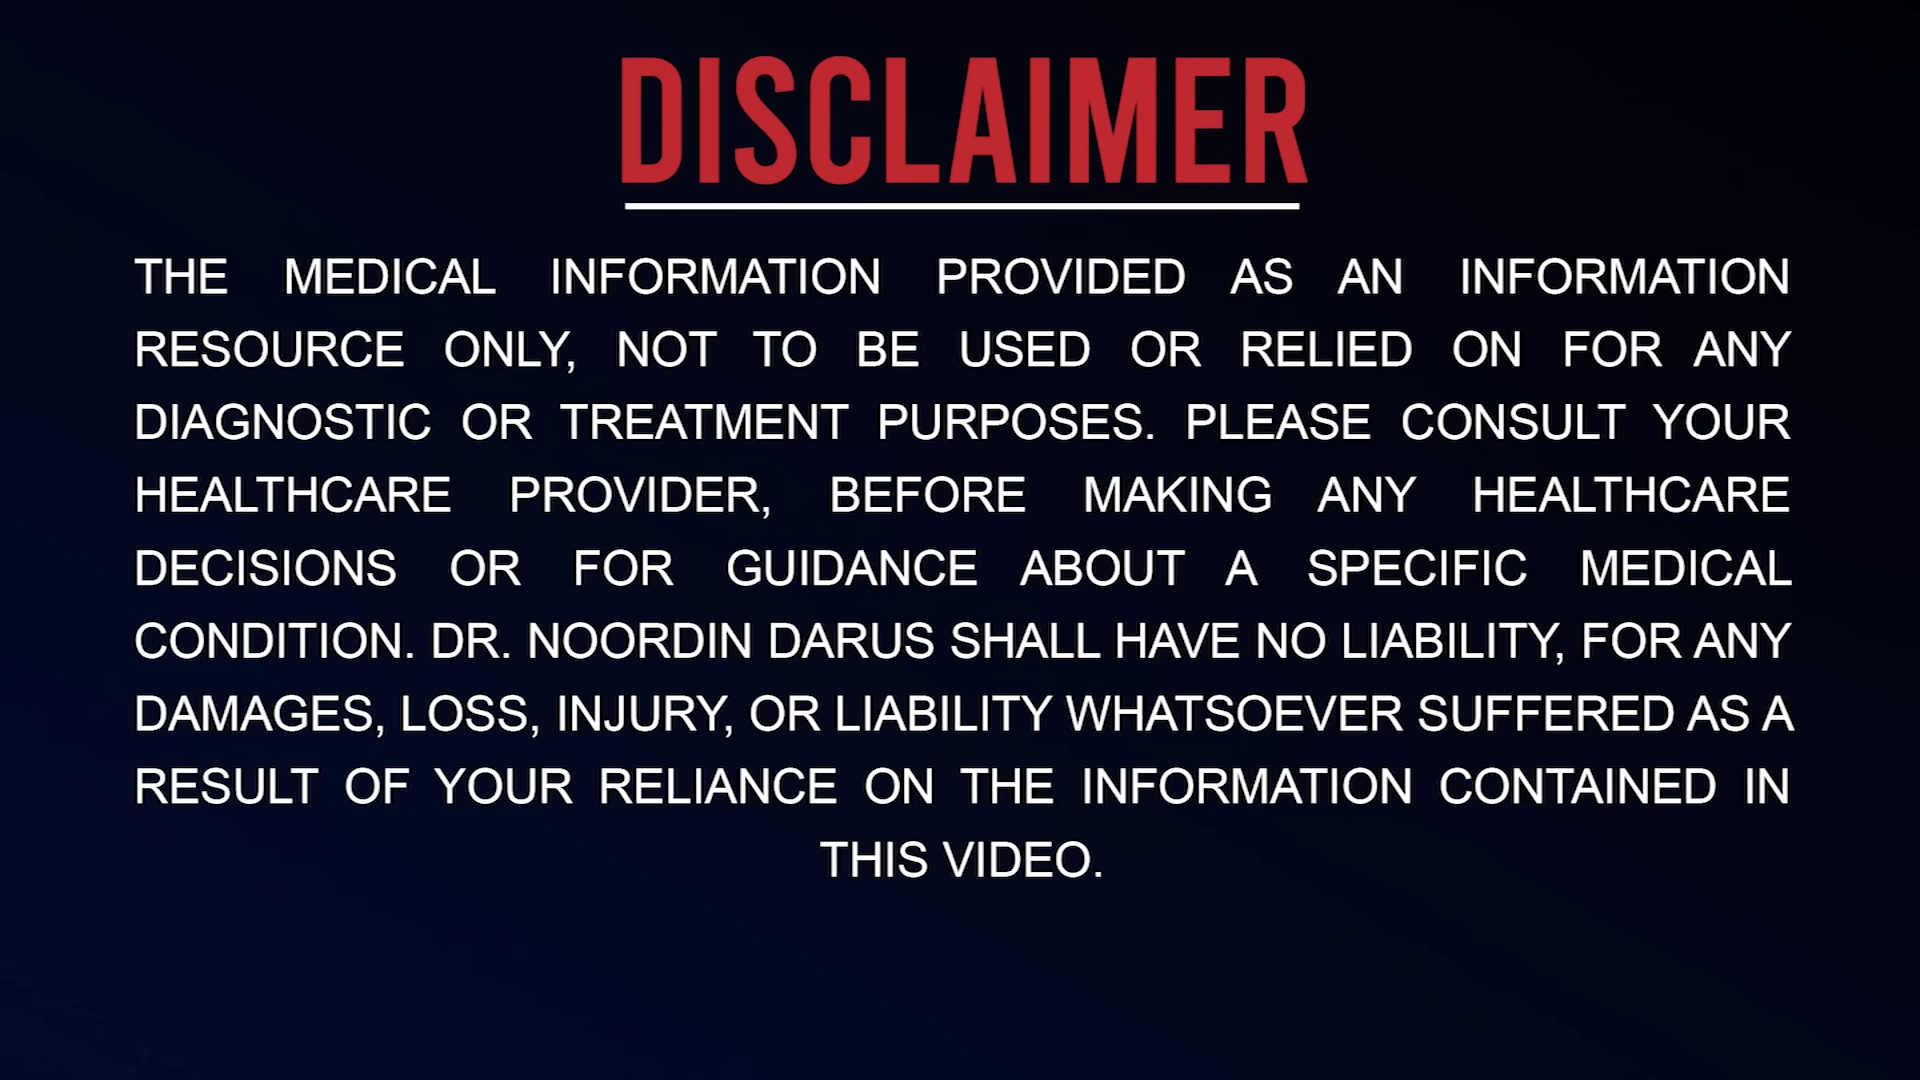 DISCLAIMER
THE MEDICAL INFORMATION PROVIDED AS AN INFORMATION
RESOURCE ONLY, NOT TO BE USED OR RELIED ON FOR ANY
DIAGNOSTIC OR TREATMENT PURPOSES. PLEASE CONSULT YOUR
HEALTHCARE PROVIDER, BEFORE MAKING ANY HEALTHCARE
DECISIONS OR FOR GUIDANCE ABOUT A SPECIFIC MEDICAL
CONDITION. DR. NOORDIN DARUS SHALL HAVE NO LIABILITY, FOR ANY
DAMAGES, LOSS, INJURY, OR LIABILITY WHATSOEVER SUFFERED AS A
RESULT OF YOUR RELIANCE ON THE INFORMATION CONTAINED IN
THIS VIDEO.